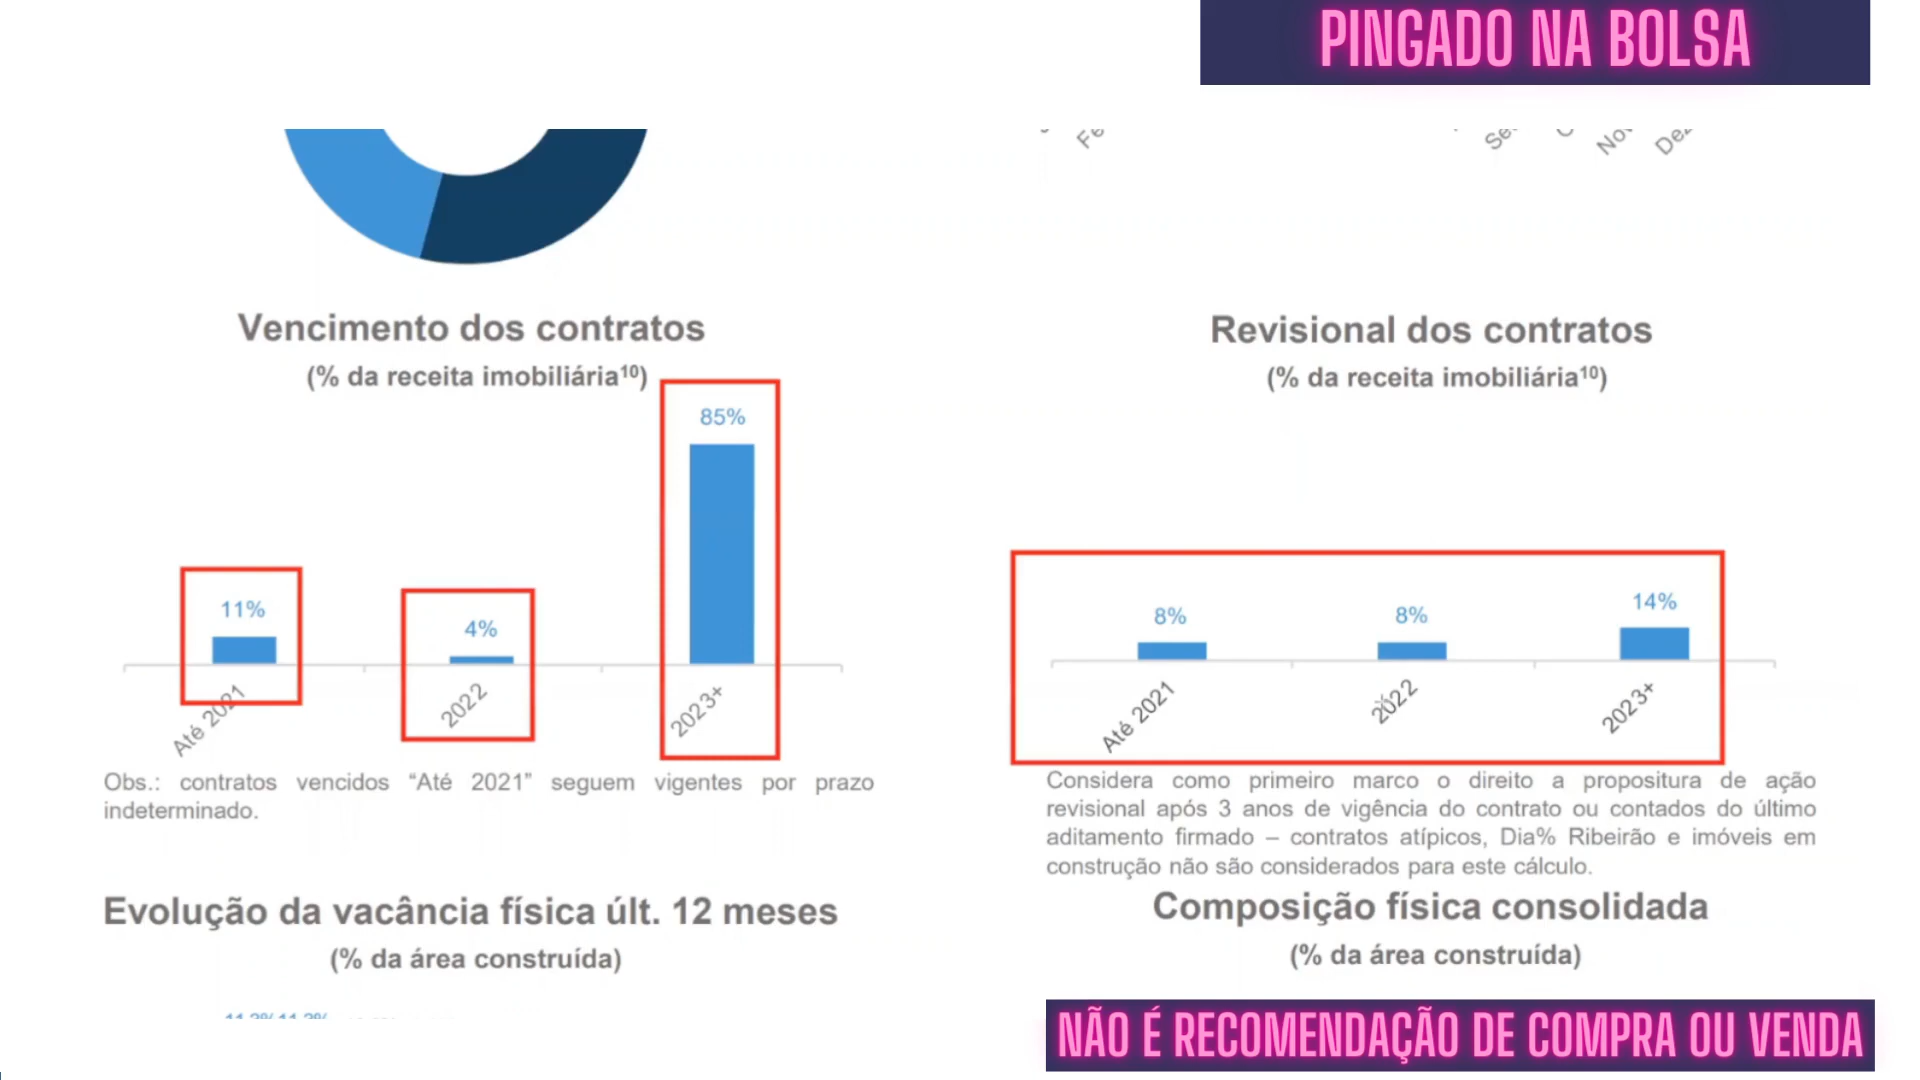 PINGADO NA BOLSA
Vencimento dos contratos
(% da receita imobiliária¹⁰)
85%
11%
4%
Até 2021
2022
2023+
Obs.: contratos vencidos “Até 2021” seguem vigentes por prazo
indeterminado.
Revisional dos contratos
(% da receita imobiliária¹⁰)
8%
8%
14%
Até 2021
2022
2023+
Considera como primeiro marco o direito a propositura de ação
revisional após 3 anos de vigência do contrato ou contados do último
aditamento firmado – contratos atípicos, Dia% Ribeirão e imóveis em
construção não são considerados para este cálculo.
Evolução da vacância física últ. 12 meses
(% da área construída)
Composição física consolidada
(% da área construída)
NÃO É RECOMENDAÇÃO DE COMPRA OU VENDA